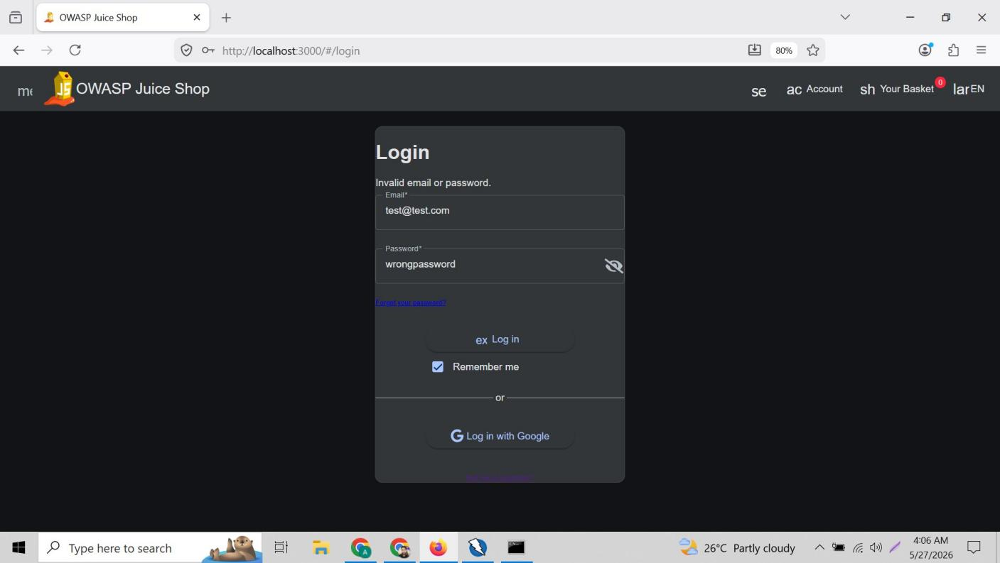 OWASP Juice Shop
http://localhost:3000/#/login
80%
me
OWASP Juice Shop
se
ac Account
sh Your Basket
0
lar EN
Login
Invalid email or password.
Email*
test@test.com
Password*
wrongpassword
Forgot your password?
ex Log in
Remember me
or
G Log in with Google
Type here to search
26°C Partly cloudy
4:06 AM
5/27/2026